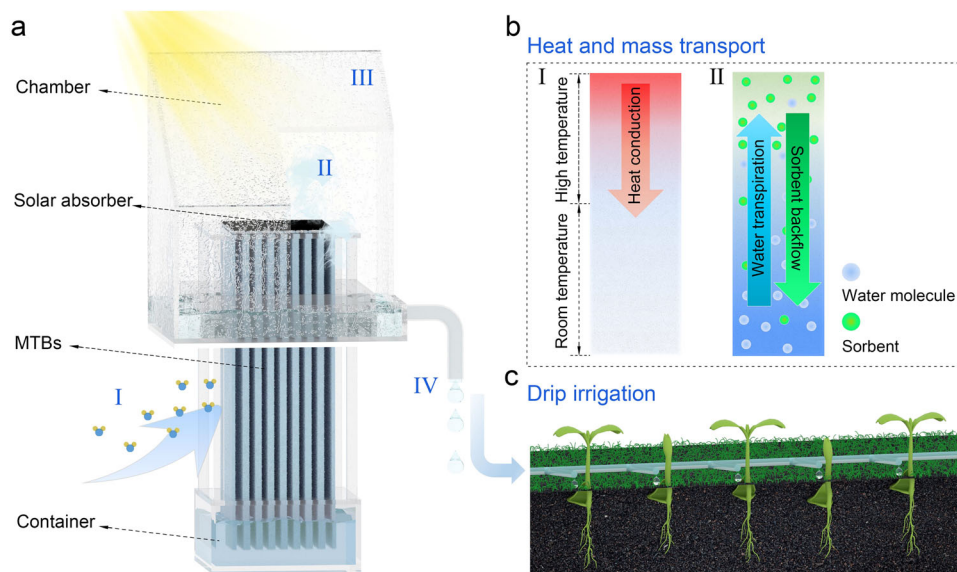 a
Chamber
III
II
Solar absorber
MTBs
I
IV
Container
b
Heat and mass transport
I
High temperature
Room temperature
Heat conduction
II
Water transpiration
Sorbent backflow
Water molecule
Sorbent
c
Drip irrigation